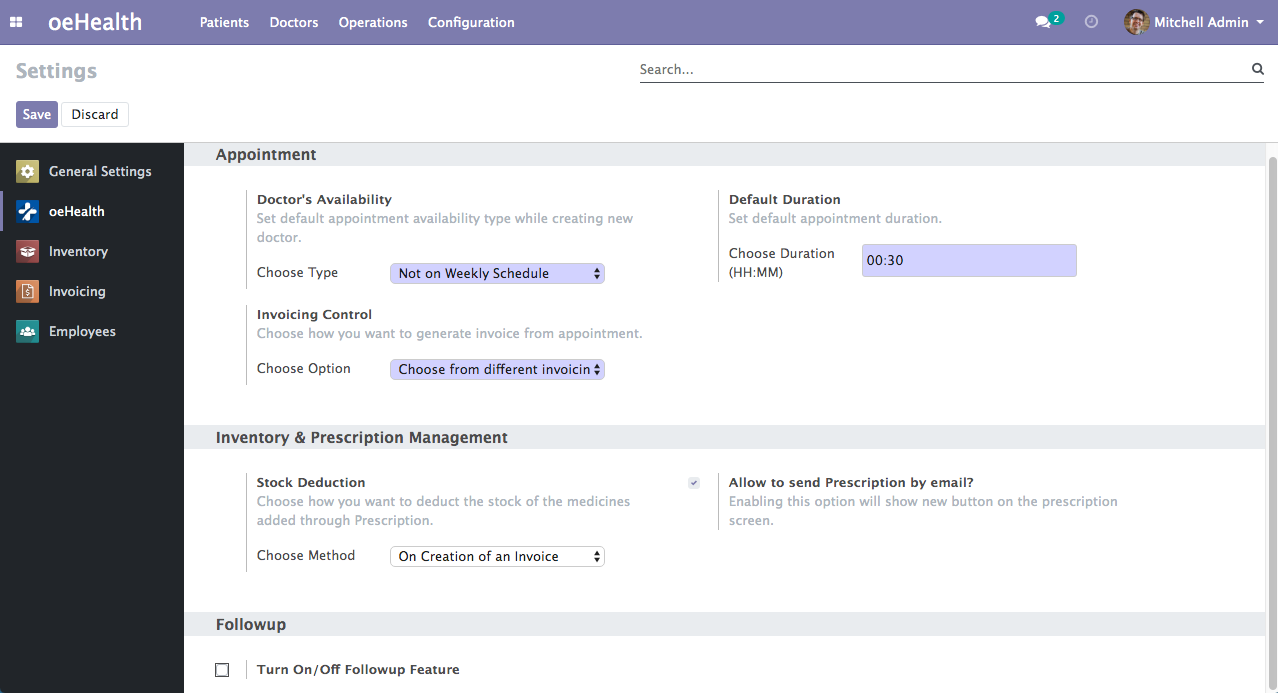 oeHealth
Patients
Doctors
Operations
Configuration
2
Mitchell Admin
Settings
Search...
Save
Discard
General Settings
oeHealth
Inventory
Invoicing
Employees
Appointment
Doctor's Availability
Set default appointment availability type while creating new
doctor.
Choose Type
Not on Weekly Schedule
Default Duration
Set default appointment duration.
Choose Duration
(HH:MM)
00:30
Invoicing Control
Choose how you want to generate invoice from appointment.
Choose Option
Choose from different invoicin
Inventory & Prescription Management
Stock Deduction
Choose how you want to deduct the stock of the medicines
added through Prescription.
Choose Method
On Creation of an Invoice
Allow to send Prescription by email?
Enabling this option will show new button on the prescription
screen.
Followup
Turn On/Off Followup Feature